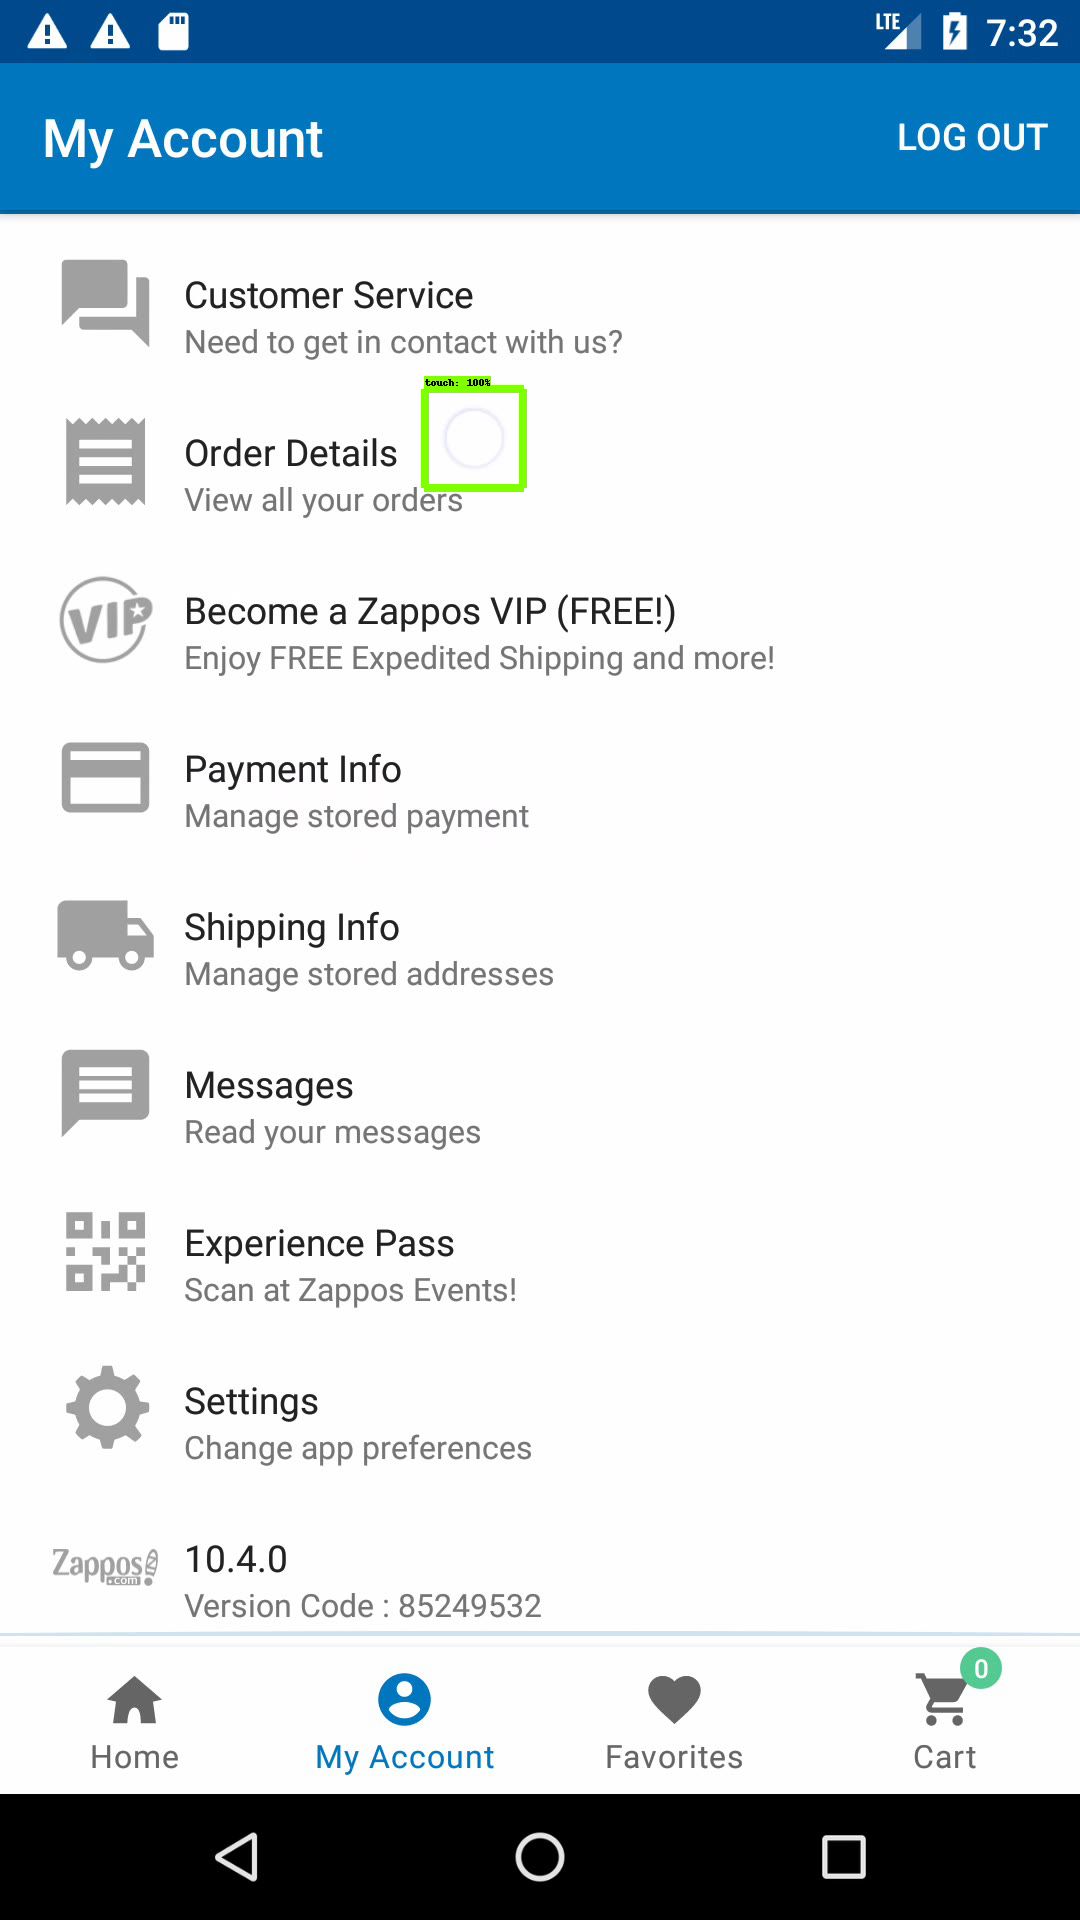 LTE 7:32
My Account LOG OUT
Customer Service
Need to get in contact with us?
touch: 100%
Order Details
View all your orders
VIP
Become a Zappos VIP (FREE!)
Enjoy FREE Expedited Shipping and more!
Payment Info
Manage stored payment
Shipping Info
Manage stored addresses
Messages
Read your messages
Experience Pass
Scan at Zappos Events!
Settings
Change app preferences
Zappos
.com
10.4.0
Version Code : 85249532
0
Home My Account Favorites Cart